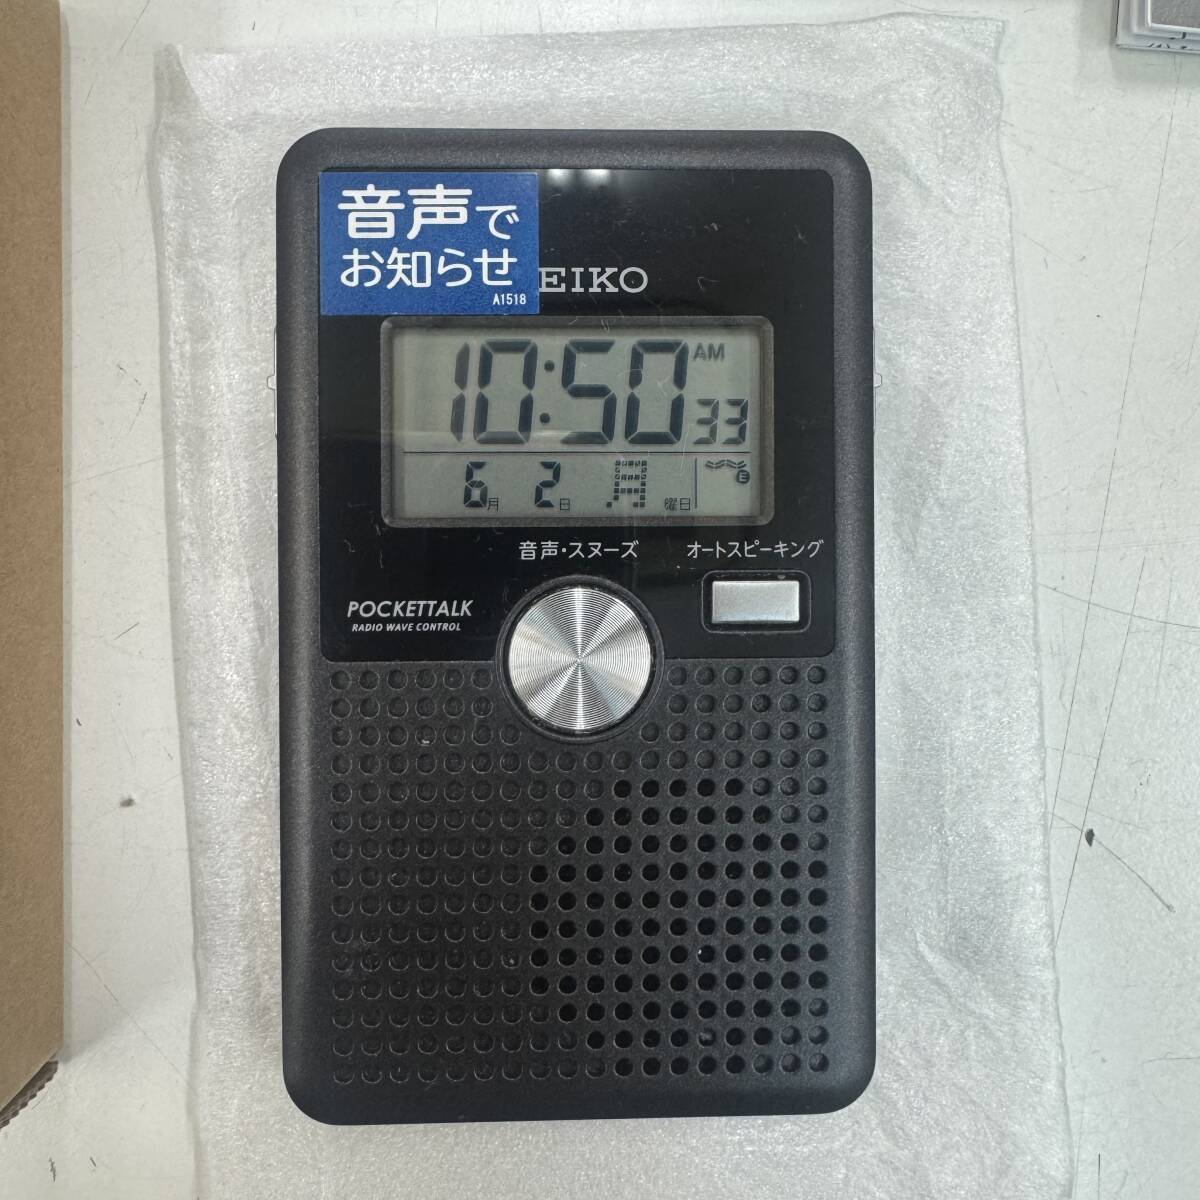 音声で
お知らせ
A1518
EIKO
10:50 AM 33
6月 2日 月 曜日 E
音声・スヌーズ オートスピーキング
POCKETTALK
RADIO WAVE CONTROL